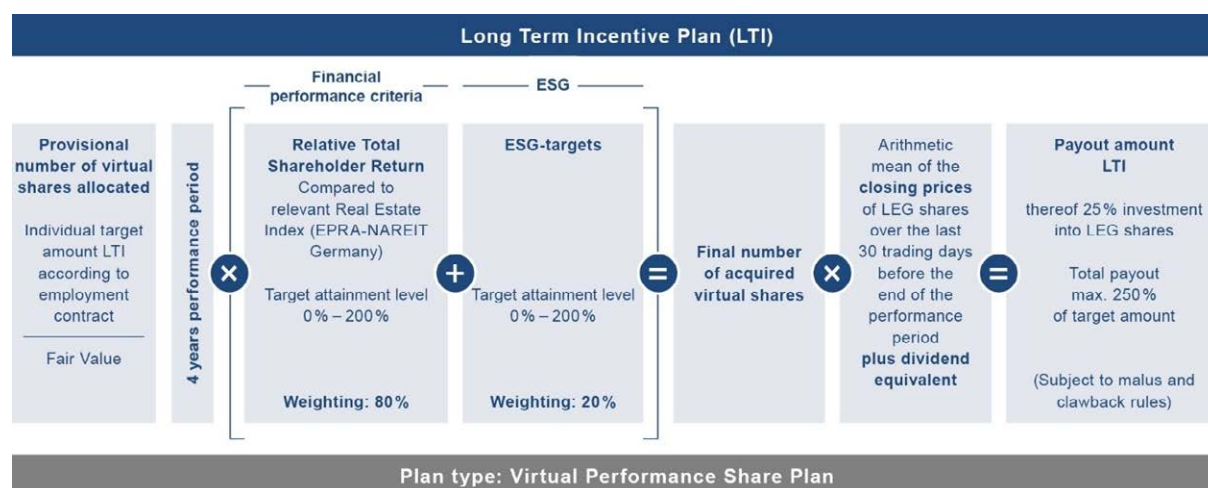 Long Term Incentive Plan (LTI)
Financial
performance criteria
ESG
Provisional
number of virtual
shares allocated
Individual target
amount LTI
according to
employment
contract
Fair Value
4 years performance period
×
Relative Total
Shareholder Return
Compared to
relevant Real Estate
Index (EPRA-NAREIT
Germany)
Target attainment level
0% – 200%
Weighting: 80%
+
ESG-targets
Target attainment level
0% – 200%
Weighting: 20%
=
Final number
of acquired
virtual shares
×
Arithmetic
mean of the
closing prices
of LEG shares
over the last
30 trading days
before the
end of the
performance
period
plus dividend
equivalent
=
Payout amount
LTI
thereof 25% investment
into LEG shares
Total payout
max. 250%
of target amount
(Subject to malus and
clawback rules)
Plan type: Virtual Performance Share Plan